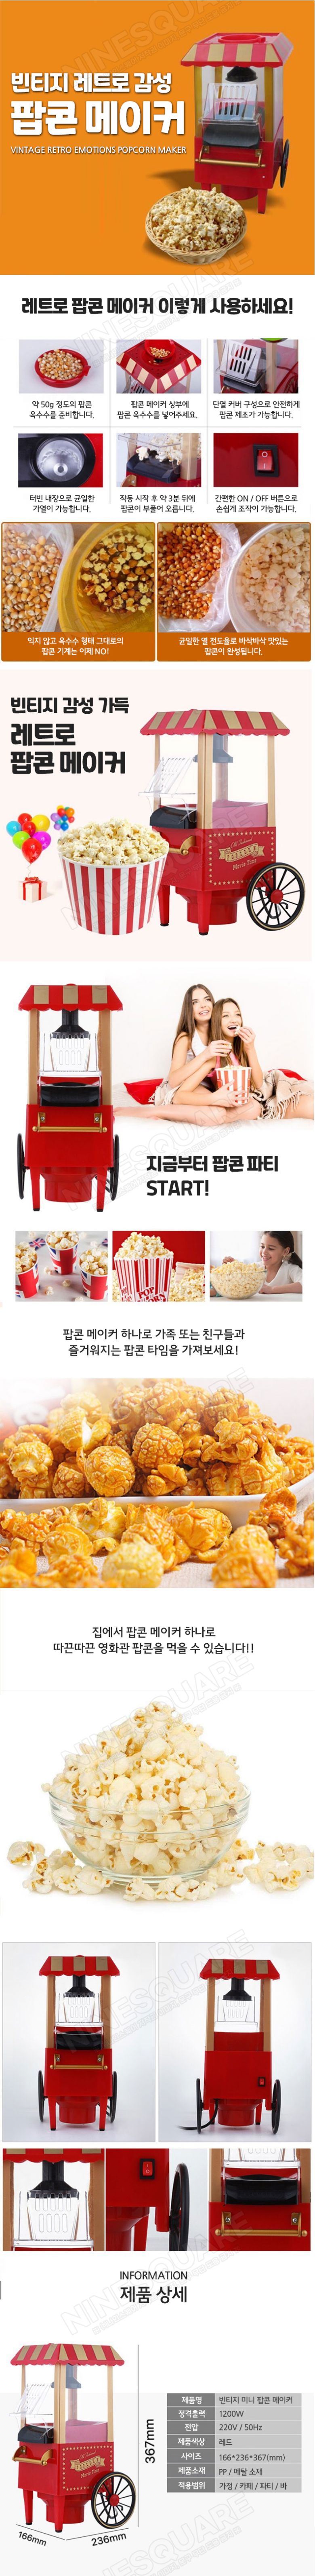 빈티지 레트로 감성
팝콘 메이커
VINTAGE RETRO EMOTIONS POPCORN MAKER
NINESQUARE
레트로 팝콘 메이커 이렇게 사용하세요!
약 50g 정도의 팝콘
옥수수를 준비합니다.
팝콘 메이커 상부에
팝콘 옥수수를 넣어주세요.
단열 커버 구성으로 안전하게
팝콘 제조가 가능합니다.
터빈 내장으로 균일한
가열이 가능합니다.
작동 시작 후 약 3분 뒤에
팝콘이 부풀어 오릅니다.
간편한 ON / OFF 버튼으로
손쉽게 조작이 가능합니다.
익지 않고 옥수수 형태 그대로의
팝콘 기계는 이제 NO!
균일한 열 전도율로 바삭바삭 맛있는
팝콘이 완성됩니다.
빈티지 감성 가득
레트로
팝콘 메이커
지금부터 팝콘 파티
START!
POPCORN
팝콘 메이커 하나로 가족 또는 친구들과
즐거워지는 팝콘 타임을 가져보세요!
집에서 팝콘 메이커 하나로
따끈따끈 영화관 팝콘을 먹을 수 있습니다!!
INFORMATION
제품 상세
367mm
166mm
236mm
제품명 빈티지 미니 팝콘 메이커
정격출력 1200W
전압 220V / 50Hz
제품색상 레드
사이즈 166*236*367(mm)
제품소재 PP / 메탈 소재
적용범위 가정 / 카페 / 파티 / 바